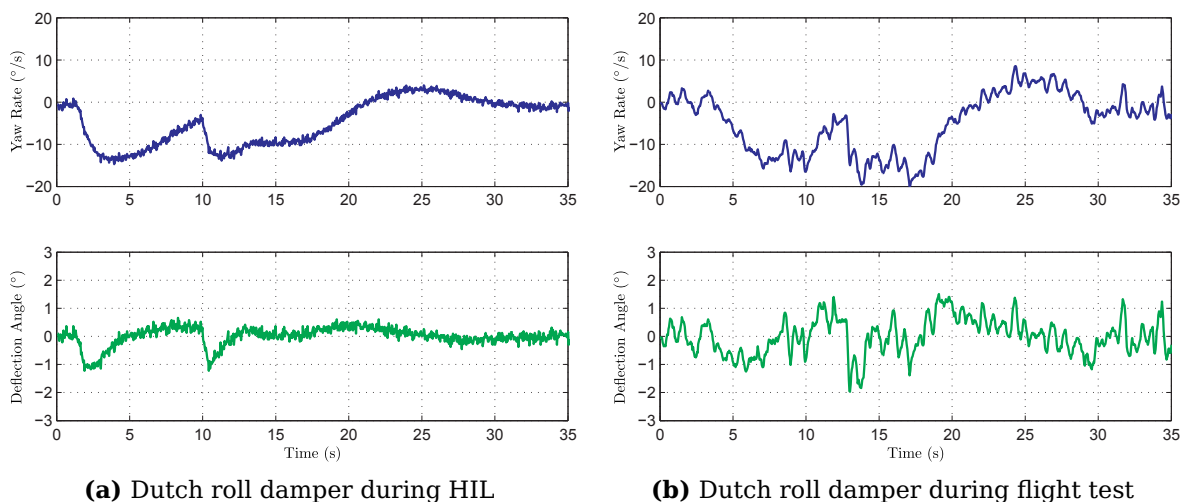 20
10
0
−10
−20
Yaw Rate (°/s)
0 5 10 15 20 25 30 35
3
2
1
0
−1
−2
−3
Deflection Angle (°)
0 5 10 15 20 25 30 35
Time (s)
(a) Dutch roll damper during HIL
20
10
0
−10
−20
Yaw Rate (°/s)
0 5 10 15 20 25 30 35
3
2
1
0
−1
−2
−3
Deflection Angle (°)
0 5 10 15 20 25 30 35
Time (s)
(b) Dutch roll damper during flight test